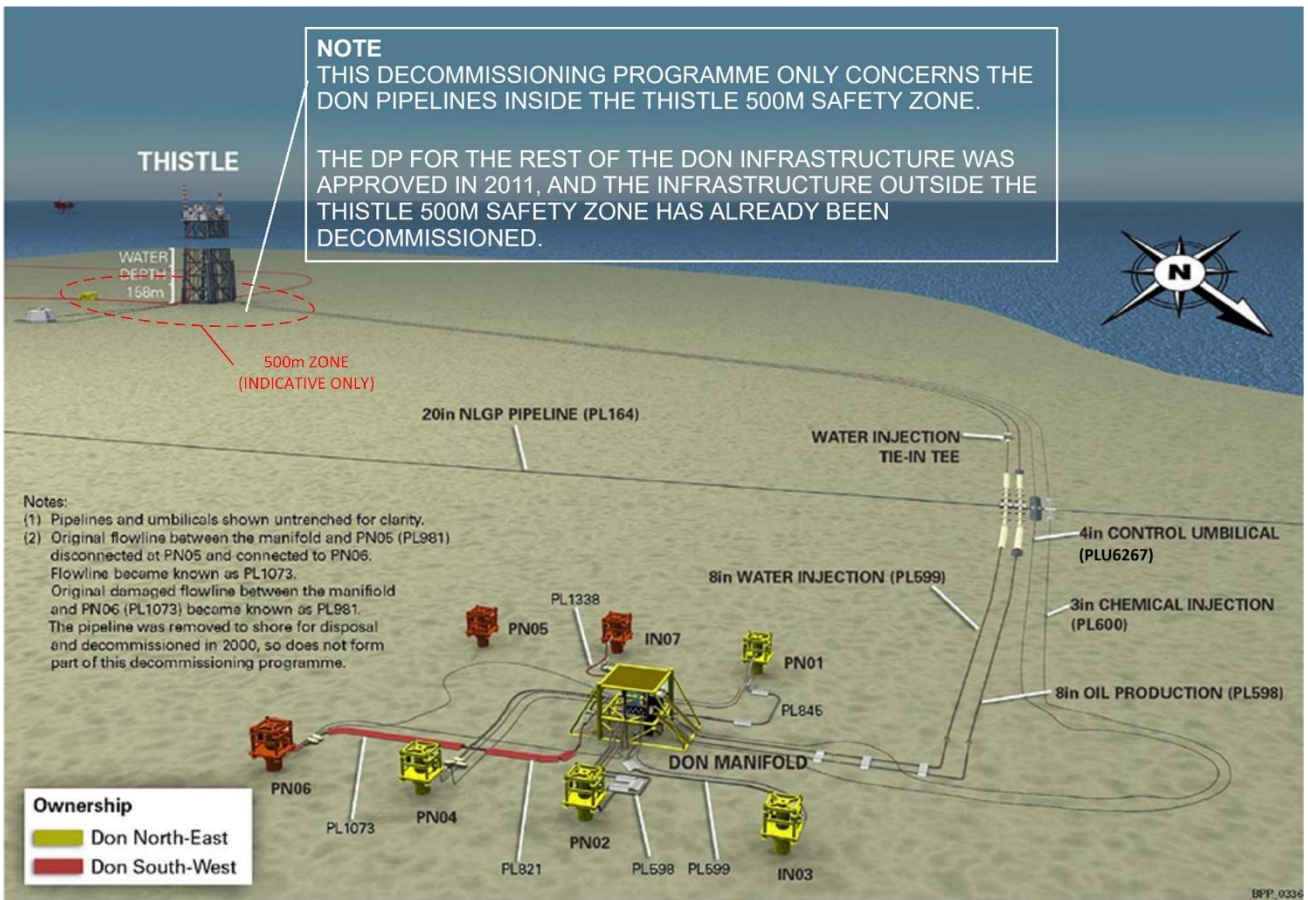 NOTE
THIS DECOMMISSIONING PROGRAMME ONLY CONCERNS THE
DON PIPELINES INSIDE THE THISTLE 500M SAFETY ZONE.
THE DP FOR THE REST OF THE DON INFRASTRUCTURE WAS
APPROVED IN 2011, AND THE INFRASTRUCTURE OUTSIDE THE
THISTLE 500M SAFETY ZONE HAS ALREADY BEEN
DECOMMISSIONED.
THISTLE
WATER
DEPTH
158m
N
500m ZONE
(INDICATIVE ONLY)
20in NLGP PIPELINE (PL164)
WATER INJECTION
TIE-IN TEE
Notes:
(1) Pipelines and umbilicals shown untrenched for clarity.
(2) Original flowline between the manifold and PN05 (PL981)
disconnected at PN05 and connected to PN06.
Flowline became known as PL1073.
Original damaged flowline between the manifiold
and PN06 (PL1073) became known as PL981.
The pipeline was removed to shore for disposal
and decommissioned in 2000, so does not form
part of this decommissioning programme.
4in CONTROL UMBILICAL
(PLU6267)
8in WATER INJECTION (PL599)
3in CHEMICAL INJECTION
(PL600)
PL1338
PN05
IN07
PN01
8in OIL PRODUCTION (PL598)
PL845
DON MANIFOLD
PN06
PN04
PL1073
PN02
PL821
PL598
PL599
IN03
Ownership
Don North-East
Don South-West
BPP_0336